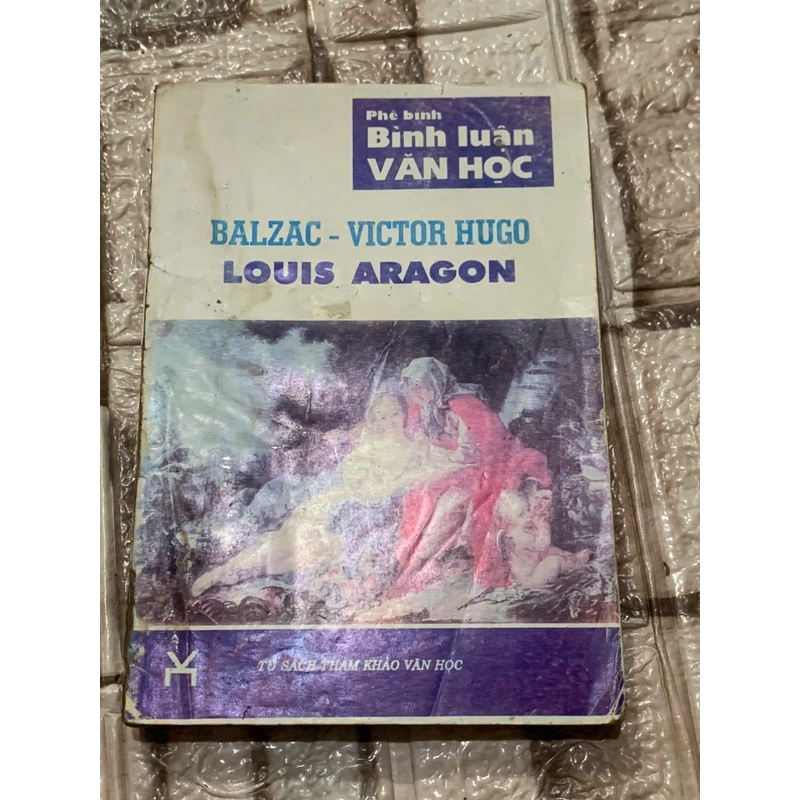 Phê bình
Bình luận
VĂN HỌC
BALZAC - VICTOR HUGO
LOUIS ARAGON
TỦ SÁCH THAM KHẢO VĂN HỌC